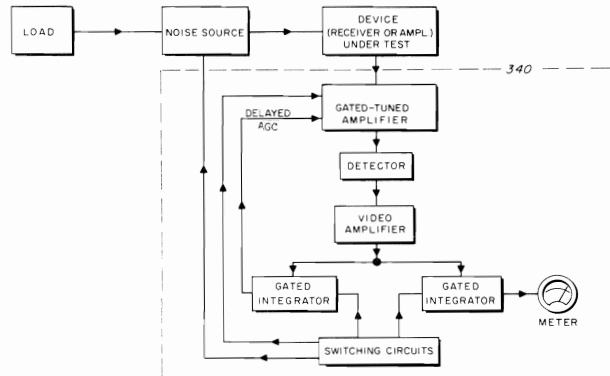 LOAD
NOISE SOURCE
DEVICE
(RECEIVER OR AMPL.)
UNDER TEST
340
DELAYED
AGC
GATED-TUNED
AMPLIFIER
DETECTOR
VIDEO
AMPLIFIER
GATED
INTEGRATOR
GATED
INTEGRATOR
METER
SWITCHING CIRCUITS